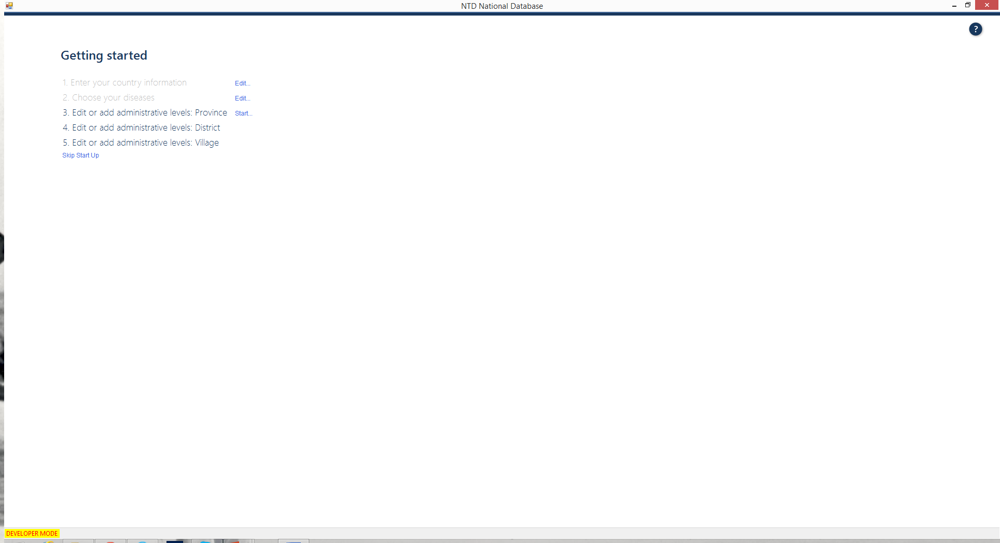 NTD National Database
?
Getting started
1. Enter your country information Edit...
2. Choose your diseases Edit...
3. Edit or add administrative levels: Province Start...
4. Edit or add administrative levels: District
5. Edit or add administrative levels: Village
Skip Start Up
DEVELOPER MODE